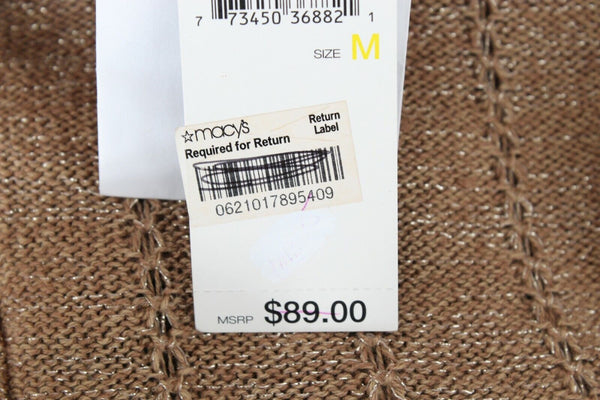 7 73450 36882 1
SIZE M
macy's
Return
Label
Required for Return
0621017895409
MSRP $89.00